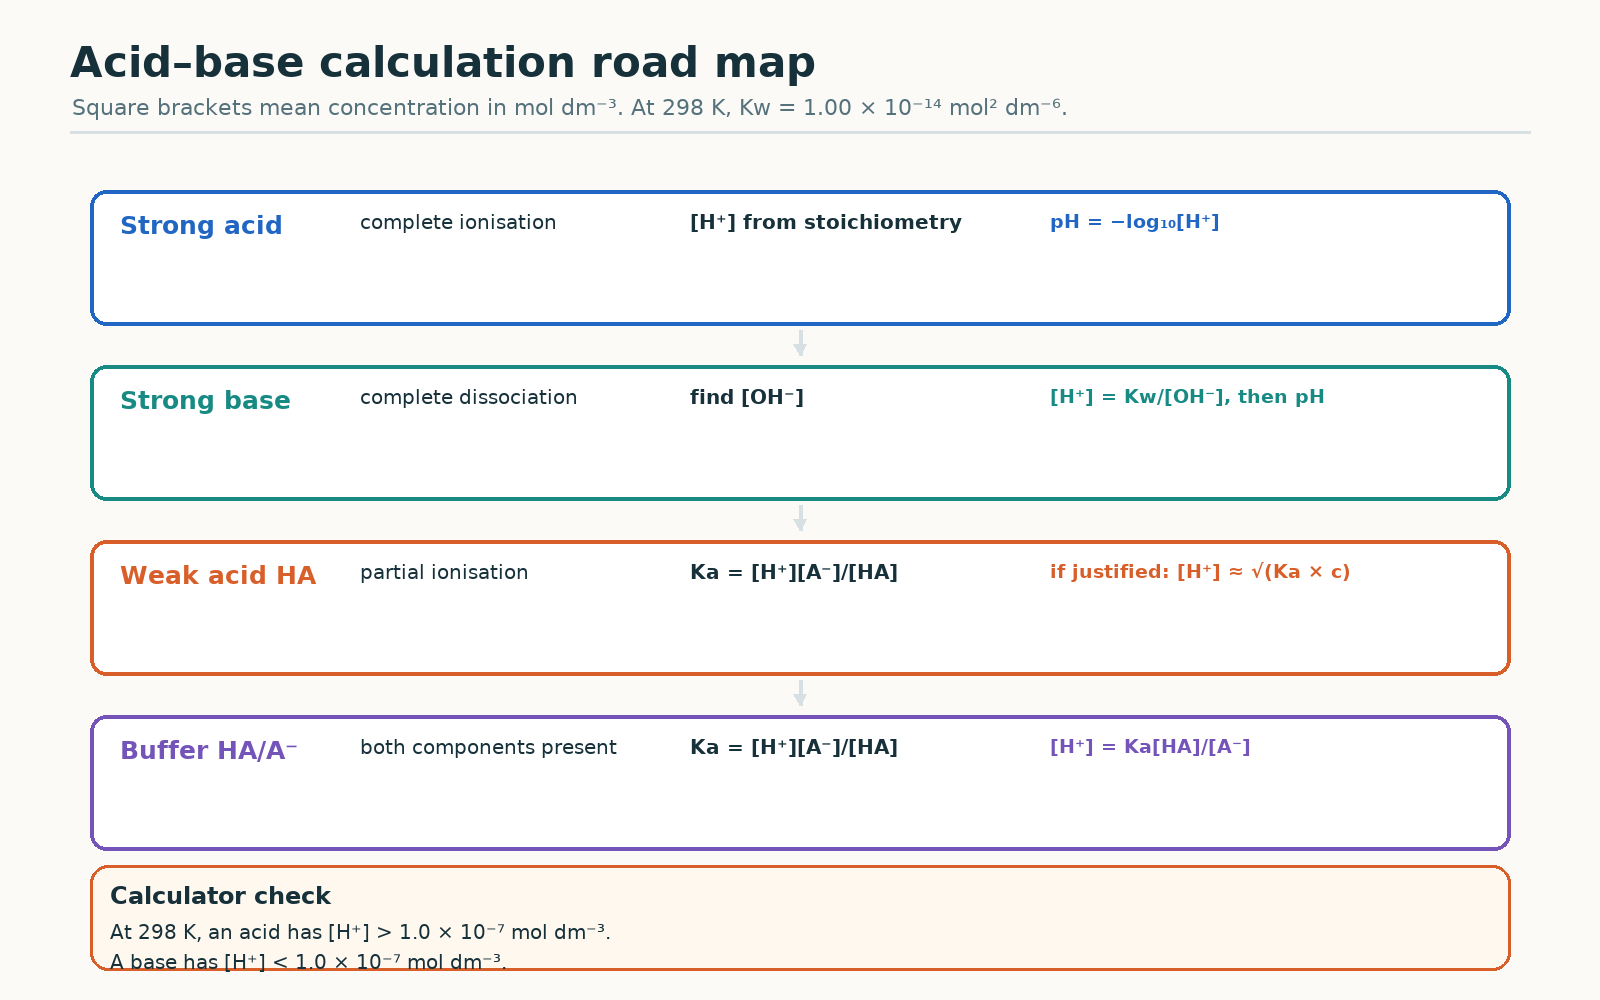 Acid–base calculation road map
Square brackets mean concentration in mol dm⁻³. At 298 K, Kw = 1.00 × 10⁻¹⁴ mol² dm⁻⁶.
Strong acid complete ionisation [H⁺] from stoichiometry pH = −log₁₀[H⁺]
Strong base complete dissociation find [OH⁻] [H⁺] = Kw/[OH⁻], then pH
Weak acid HA partial ionisation Ka = [H⁺][A⁻]/[HA] if justified: [H⁺] ≈ √(Ka × c)
Buffer HA/A⁻ both components present Ka = [H⁺][A⁻]/[HA] [H⁺] = Ka[HA]/[A⁻]
Calculator check
At 298 K, an acid has [H⁺] > 1.0 × 10⁻⁷ mol dm⁻³.
A base has [H⁺] < 1.0 × 10⁻⁷ mol dm⁻³.